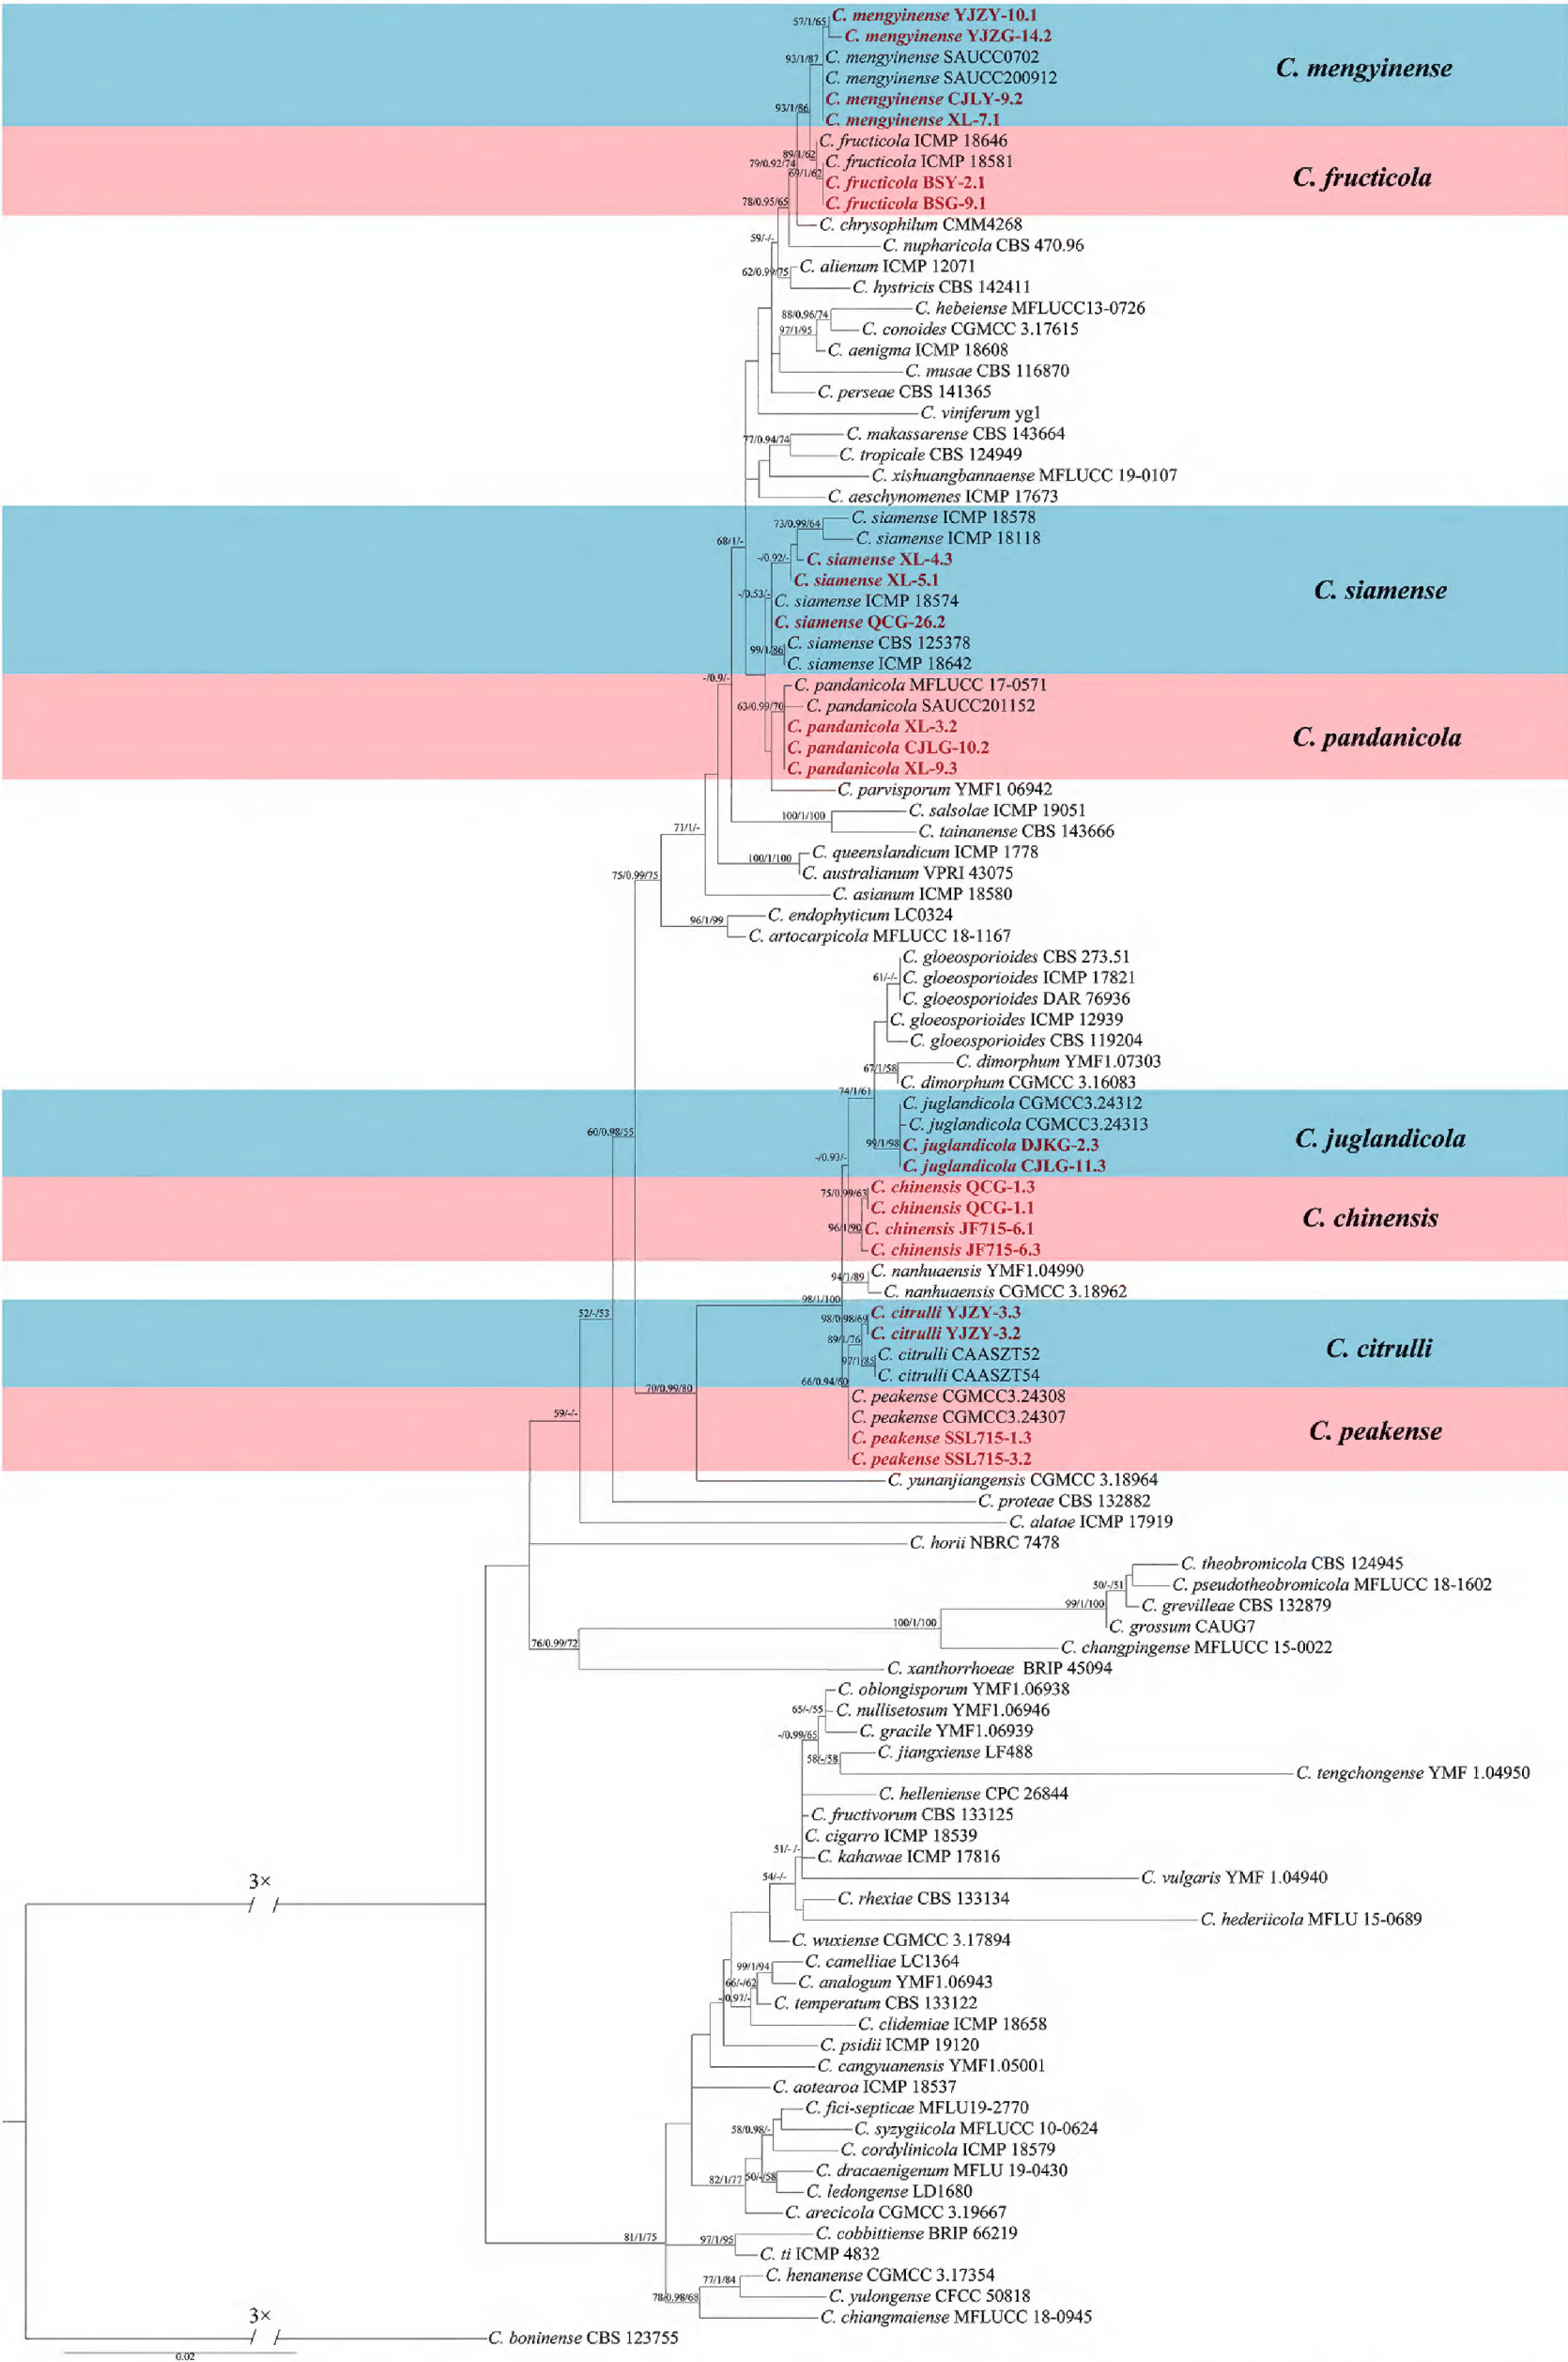 57/1/65
C. mengyinense YJZY-10.1
C. mengyinense YJZG-14.2
93/1/87
C. mengyinense SAUCC0702
C. mengyinense
C. mengyinense SAUCC200912
C. mengyinense CJLY-9.2
93/1/86
C. mengyinense XL-7.1
C. fructicola ICMP 18646
89/1/62
79/0.92/74
C. fructicola ICMP 18581
69/1/62
C. fructicola
C. fructicola BSY-2.1
78/0.95/65
C. fructicola BSG-9.1
C. chrysophilum CMM4268
59/-/-
C. nupharicola CBS 470.96
62/0.99/75
C. alienum ICMP 12071
C. hystricis CBS 142411
88/0.96/74
C. hebeiense MFLUCC13-0726
97/1/95
C. conoides CGMCC 3.17615
C. aenigma ICMP 18608
C. musae CBS 116870
C. perseae CBS 141365
C. viniferum yg1
77/0.94/74
C. makassarense CBS 143664
C. tropicale CBS 124949
C. xishuangbannaense MFLUCC 19-0107
C. aeschynomenes ICMP 17673
73/0.99/64
C. siamense ICMP 18578
68/1/-
C. siamense ICMP 18118
-/0.92/-
C. siamense XL-4.3
C. siamense XL-5.1
C. siamense
-/0.53/-
C. siamense ICMP 18574
C. siamense QCG-26.2
99/1/86
C. siamense CBS 125378
C. siamense ICMP 18642
-/0.9/-
C. pandanicola MFLUCC 17-0571
63/0.99/70
C. pandanicola SAUCC201152
C. pandanicola XL-3.2
C. pandanicola
C. pandanicola CJLG-10.2
C. pandanicola XL-9.3
C. parvisporum YMF1 06942
100/1/100
C. salsolae ICMP 19051
71/1/-
C. tainanense CBS 143666
100/1/100
C. queenslandicum ICMP 1778
75/0.99/75
C. australianum VPRI 43075
C. asianum ICMP 18580
96/1/99
C. endophyticum LC0324
C. artocarpicola MFLUCC 18-1167
C. gloeosporioides CBS 273.51
61/-/-
C. gloeosporioides ICMP 17821
C. gloeosporioides DAR 76936
C. gloeosporioides ICMP 12939
C. gloeosporioides CBS 119204
67/1/58
C. dimorphum YMF1.07303
74/1/61
C. dimorphum CGMCC 3.16083
C. juglandicola CGMCC3.24312
60/0.98/55
C. juglandicola CGMCC3.24313
C. juglandicola
99/1/98
C. juglandicola DJKG-2.3
-/0.93/-
C. juglandicola CJLG-11.3
75/0.99/63
C. chinensis QCG-1.3
C. chinensis QCG-1.1
C. chinensis
96/1/90
C. chinensis JF715-6.1
C. chinensis JF715-6.3
94/1/89
C. nanhuaensis YMF1.04990
C. nanhuaensis CGMCC 3.18962
98/1/100
52/-/53
98/0.98/69
C. citrulli YJZY-3.3
89/1/76
C. citrulli YJZY-3.2
C. citrulli
97/1/85
C. citrulli CAASZT52
C. citrulli CAASZT54
66/0.94/60
70/0.99/80
C. peakense CGMCC3.24308
59/-/-
C. peakense CGMCC3.24307
C. peakense
C. peakense SSL715-1.3
C. peakense SSL715-3.2
C. yunanjiangensis CGMCC 3.18964
C. proteae CBS 132882
C. alatae ICMP 17919
C. horii NBRC 7478
C. theobromicola CBS 124945
50/-/51
C. pseudotheobromicola MFLUCC 18-1602
99/1/100
C. grevilleae CBS 132879
100/1/100
C. grossum CAUG7
76/0.99/72
C. changpingense MFLUCC 15-0022
C. xanthorrhoeae BRIP 45094
C. oblongisporum YMF1.06938
65/-/55
C. nullisetosum YMF1.06946
-/0.99/65
C. gracile YMF1.06939
58/-/58
C. jiangxiense LF488
C. tengchongense YMF 1.04950
C. helleniense CPC 26844
C. fructivorum CBS 133125
C. cigarro ICMP 18539
51/-/-
C. kahawae ICMP 17816
54/-/-
C. vulgaris YMF 1.04940
3×
C. rhexiae CBS 133134
C. hederiicola MFLU 15-0689
C. wuxiense CGMCC 3.17894
99/1/94
C. camelliae LC1364
66/-/62
C. analogum YMF1.06943
-/0.97/-
C. temperatum CBS 133122
C. clidemiae ICMP 18658
C. psidii ICMP 19120
C. cangyuanensis YMF1.05001
C. aotearoa ICMP 18537
C. fici-septicae MFLU19-2770
58/0.98/-
C. syzygiicola MFLUCC 10-0624
C. cordylinicola ICMP 18579
82/1/77
50/-/58
C. dracaenigenum MFLU 19-0430
C. ledongense LD1680
C. arecicola CGMCC 3.19667
81/1/75
97/1/95
C. cobbittiense BRIP 66219
C. ti ICMP 4832
77/1/84
C. henanense CGMCC 3.17354
78/0.98/68
C. yulongense CFCC 50818
C. chiangmaiense MFLUCC 18-0945
3×
C. boninense CBS 123755
0.02